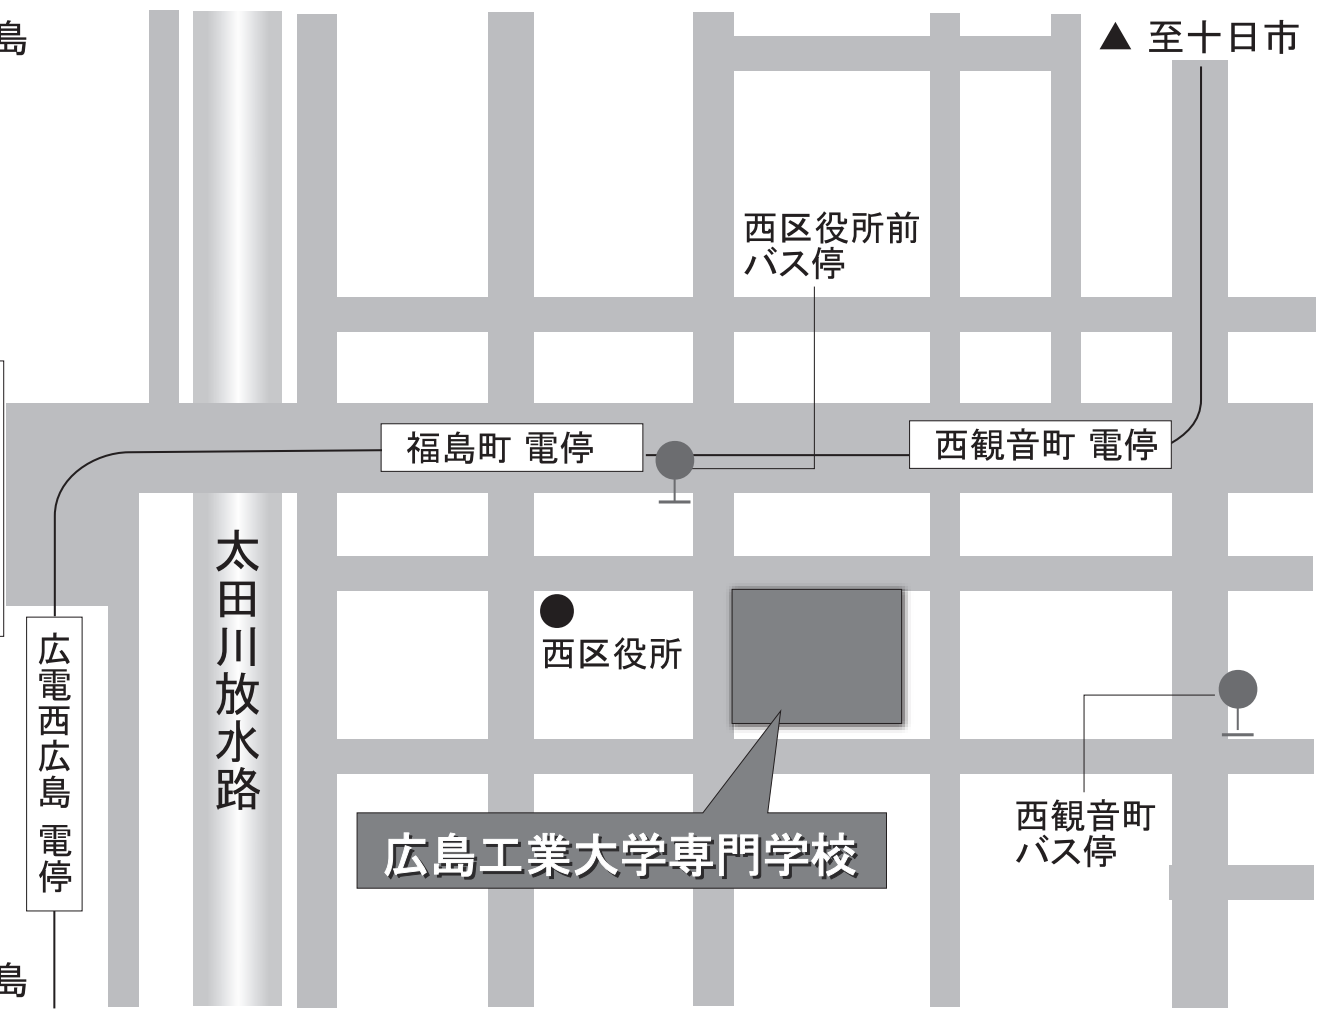 島
至十日市
西区役所前
バス停
福島町 電停
西観音町 電停
太田川放水路
西区役所
広電西広島 電停
西観音町
バス停
広島工業大学専門学校
島